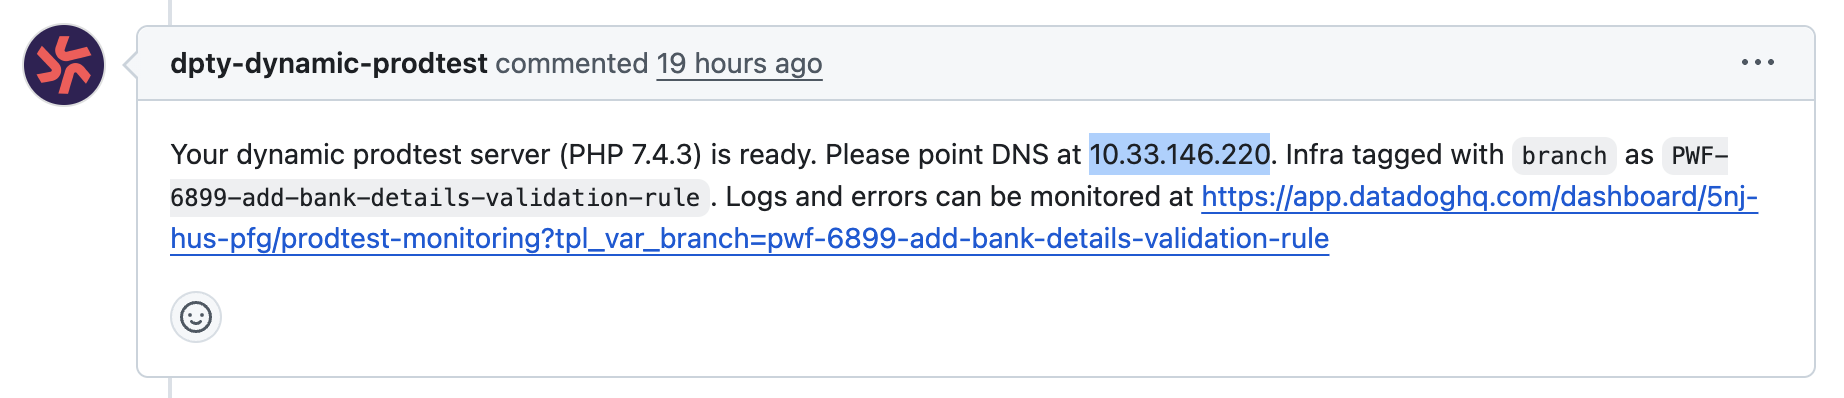 dpty-dynamic-prodtest commented 19 hours ago
Your dynamic prodtest server (PHP 7.4.3) is ready. Please point DNS at 10.33.146.220. Infra tagged with branch as PWF-
6899-add-bank-details-validation-rule. Logs and errors can be monitored at https://app.datadoghq.com/dashboard/5nj-
hus-pfg/prodtest-monitoring?tpl_var_branch=pwf-6899-add-bank-details-validation-rule